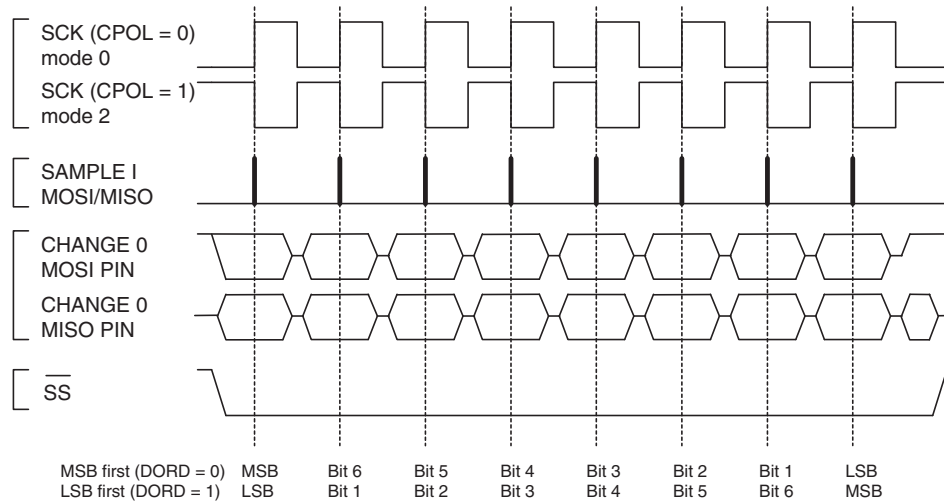 SCK (CPOL = 0)
mode 0
SCK (CPOL = 1)
mode 2
SAMPLE I
MOSI/MISO
CHANGE 0
MOSI PIN
CHANGE 0
MISO PIN
SS
MSB first (DORD = 0) MSB Bit 6 Bit 5 Bit 4 Bit 3 Bit 2 Bit 1 LSB
LSB first (DORD = 1) LSB Bit 1 Bit 2 Bit 3 Bit 4 Bit 5 Bit 6 MSB